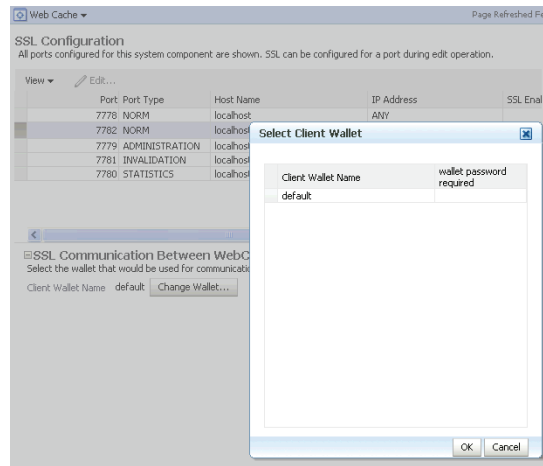 Web Cache
Page Refreshed Fe
SSL Configuration
All ports configured for this system component are shown. SSL can be configured for a port during edit operation.
View Edit...
Port Port Type Host Name IP Address SSL Enal
7778 NORM localhost ANY
7782 NORM localhost
7779 ADMINISTRATION localhost
7781 INVALIDATION localhost
7780 STATISTICS localhost
SSL Communication Between WebC
Select the wallet that would be used for communicatio
Client Wallet Name default Change Wallet...
Select Client Wallet
Client Wallet Name wallet password required
default
OK Cancel